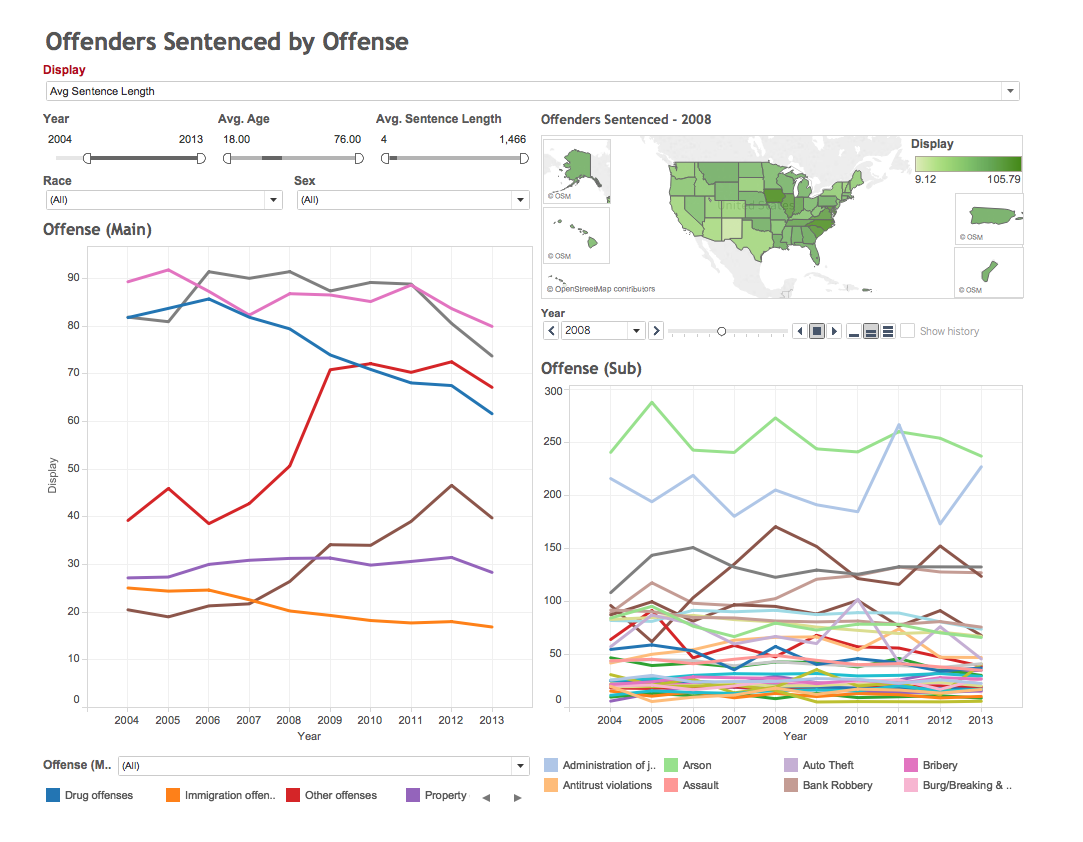 Offenders Sentenced by Offense
Display
Avg Sentence Length
Year
2004 2013
Avg. Age
18.00 76.00
Avg. Sentence Length
4 1,466
Race
(All)
Sex
(All)
Offense (Main)
90
80
70
60
50
40
30
20
10
0
Display
2004 2005 2006 2007 2008 2009 2010 2011 2012 2013
Year
Offense (M..
(All)
Drug offenses Immigration offen.. Other offenses Property
Offenders Sentenced - 2008
© OSM
© OSM
© OpenStreetMap contributors
United States
Display
9.12 105.79
© OSM
© OSM
Year
2008
Show history
Offense (Sub)
300
250
200
150
100
50
0
2004 2005 2006 2007 2008 2009 2010 2011 2012 2013
Year
Administration of j.. Arson Auto Theft Bribery
Antitrust violations Assault Bank Robbery Burg/Breaking & ..